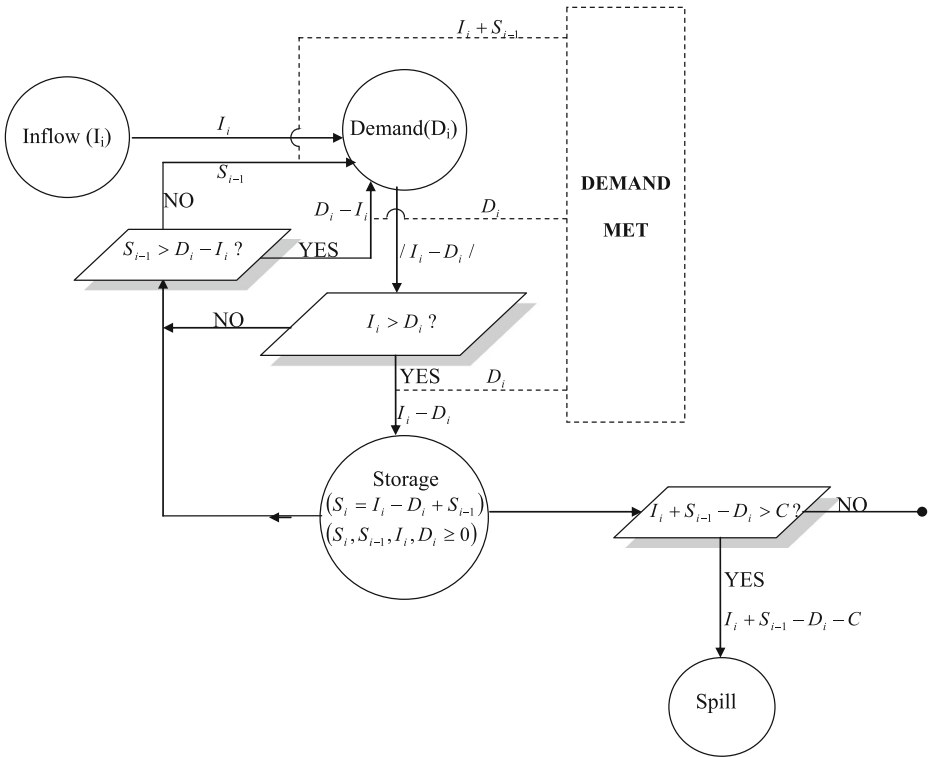 I_i + S_{i-1}
Inflow (I_i)
I_i
Demand(D_i)
S_{i-1}
NO
DEMAND
MET
D_i − I_i
D_i
S_{i-1} > D_i − I_i ?
YES
/ I_i − D_i /
NO
I_i > D_i ?
YES
D_i
I_i − D_i
Storage
(S_i = I_i − D_i + S_{i-1})
(S_i, S_{i-1}, I_i, D_i ≥ 0)
I_i + S_{i-1} − D_i > C ?
NO
YES
I_i + S_{i-1} − D_i − C
Spill